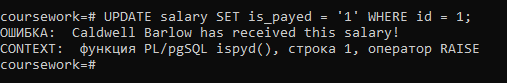 coursework=# UPDATE salary SET is_payed = '1' WHERE id = 1;
ОШИБКА:  Caldwell Barlow has received this salary!
CONTEXT:  функция PL/pgSQL ispyd(), строка 1, оператор RAISE
coursework=#